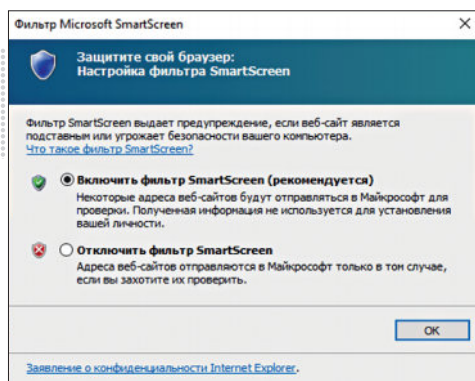 Фильтр Microsoft SmartScreen
Защитите свой браузер:
Настройка фильтра SmartScreen
Фильтр SmartScreen выдает предупреждение, если веб-сайт является
подставным или угрожает безопасности вашего компьютера.
Что такое фильтр SmartScreen?
Включить фильтр SmartScreen (рекомендуется)
Некоторые адреса веб-сайтов будут отправляться в Майкрософт для
проверки. Полученная информация не используется для установления
вашей личности.
Отключить фильтр SmartScreen
Адреса веб-сайтов отправляются в Майкрософт только в том случае,
если вы захотите их проверить.
ОК
Заявление о конфиденциальности Internet Explorer.